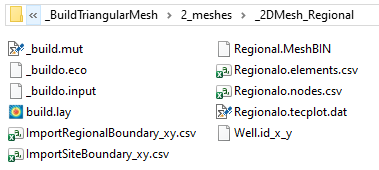 « _BuildTriangularMesh > 2_meshes > _2DMesh_Regional
_build.mut
_buildo.eco
_buildo.input
build.lay
ImportRegionalBoundary_xy.csv
ImportSiteBoundary_xy.csv
Regional.MeshBIN
Regionalo.elements.csv
Regionalo.nodes.csv
Regionalo.tecplot.dat
Well.id_x_y